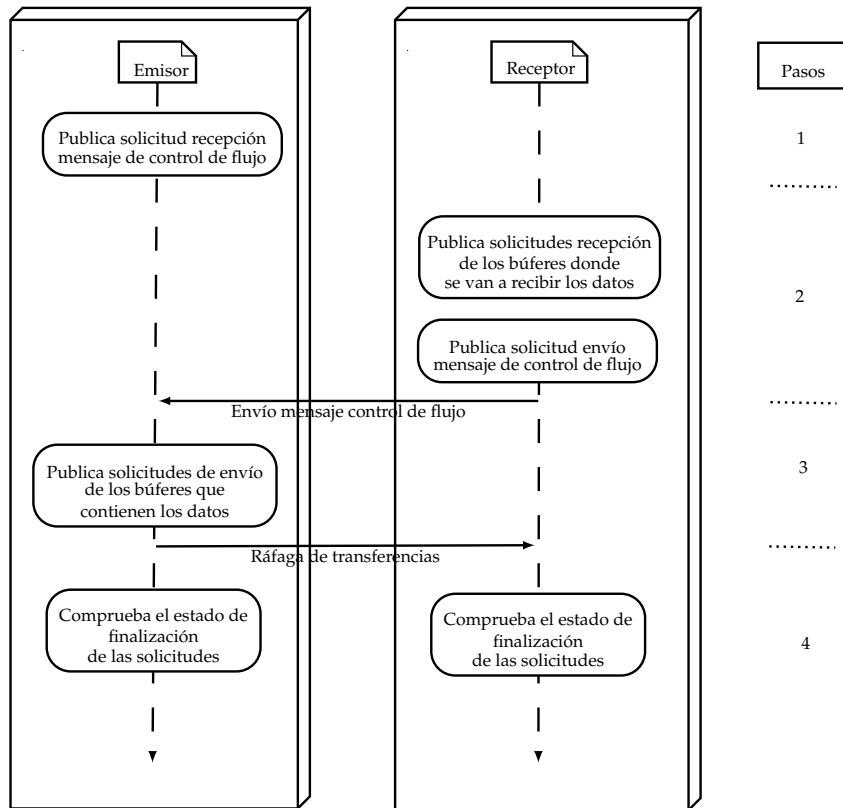 Emisor
Receptor
Pasos
Publica solicitud recepción
mensaje de control de flujo
1
Publica solicitudes recepción
de los búferes donde
se van a recibir los datos
2
Publica solicitud envío
mensaje de control de flujo
Envío mensaje control de flujo
Publica solicitudes de envío
de los búferes que
contienen los datos
3
Ráfaga de transferencias
Comprueba el estado de
finalización
de las solicitudes
Comprueba el estado de
finalización
de las solicitudes
4